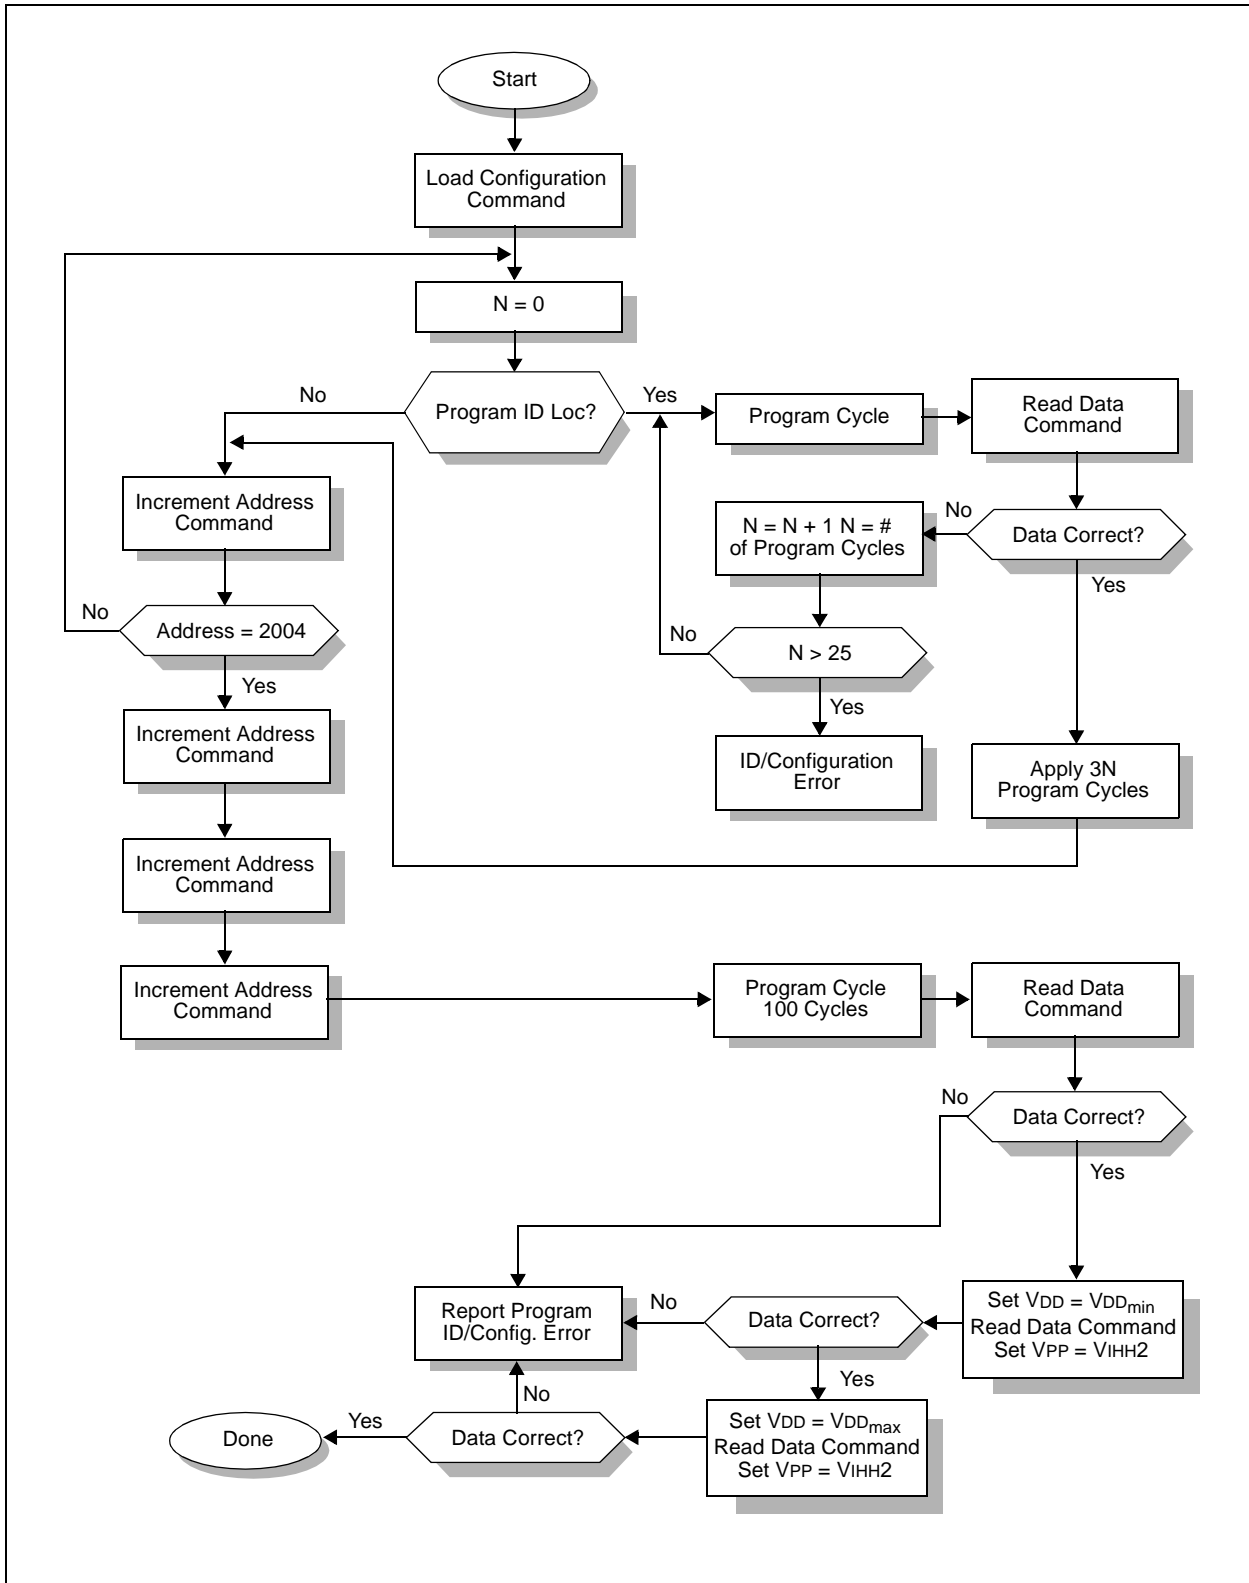 Start
Load Configuration
Command
N = 0
No
Program ID Loc?
Yes
Program Cycle
Read Data
Command
Increment Address
Command
N = N + 1 N = #
of Program Cycles
No
Data Correct?
Yes
No
Address = 2004
Yes
No
N > 25
Yes
Increment Address
Command
ID/Configuration
Error
Apply 3N
Program Cycles
Increment Address
Command
Increment Address
Command
Program Cycle
100 Cycles
Read Data
Command
No
Data Correct?
Yes
Report Program
ID/Config. Error
No
Data Correct?
Yes
Set VDD = VDDmin
Read Data Command
Set VPP = VIHH2
No
Done
Yes
Data Correct?
Set VDD = VDDmax
Read Data Command
Set VPP = VIHH2